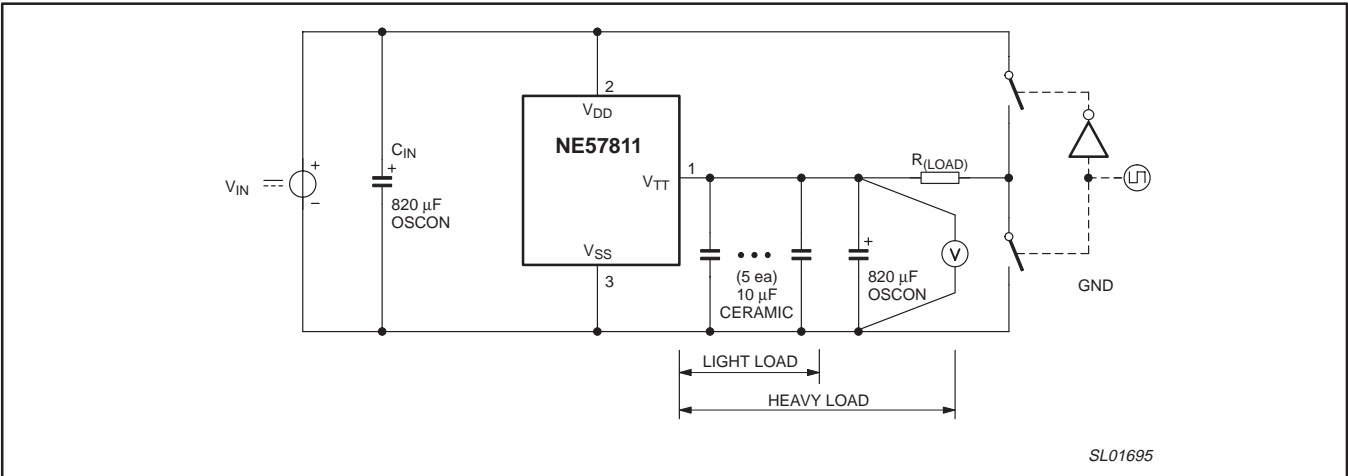 2
V_DD
NE57811
C_IN
+
V_IN
+
–
820 μF
OSCON
V_TT
1
R_(LOAD)
V_SS
3
+
V
(5 ea)
10 μF
CERAMIC
820 μF
OSCON
GND
LIGHT LOAD
HEAVY LOAD
SL01695